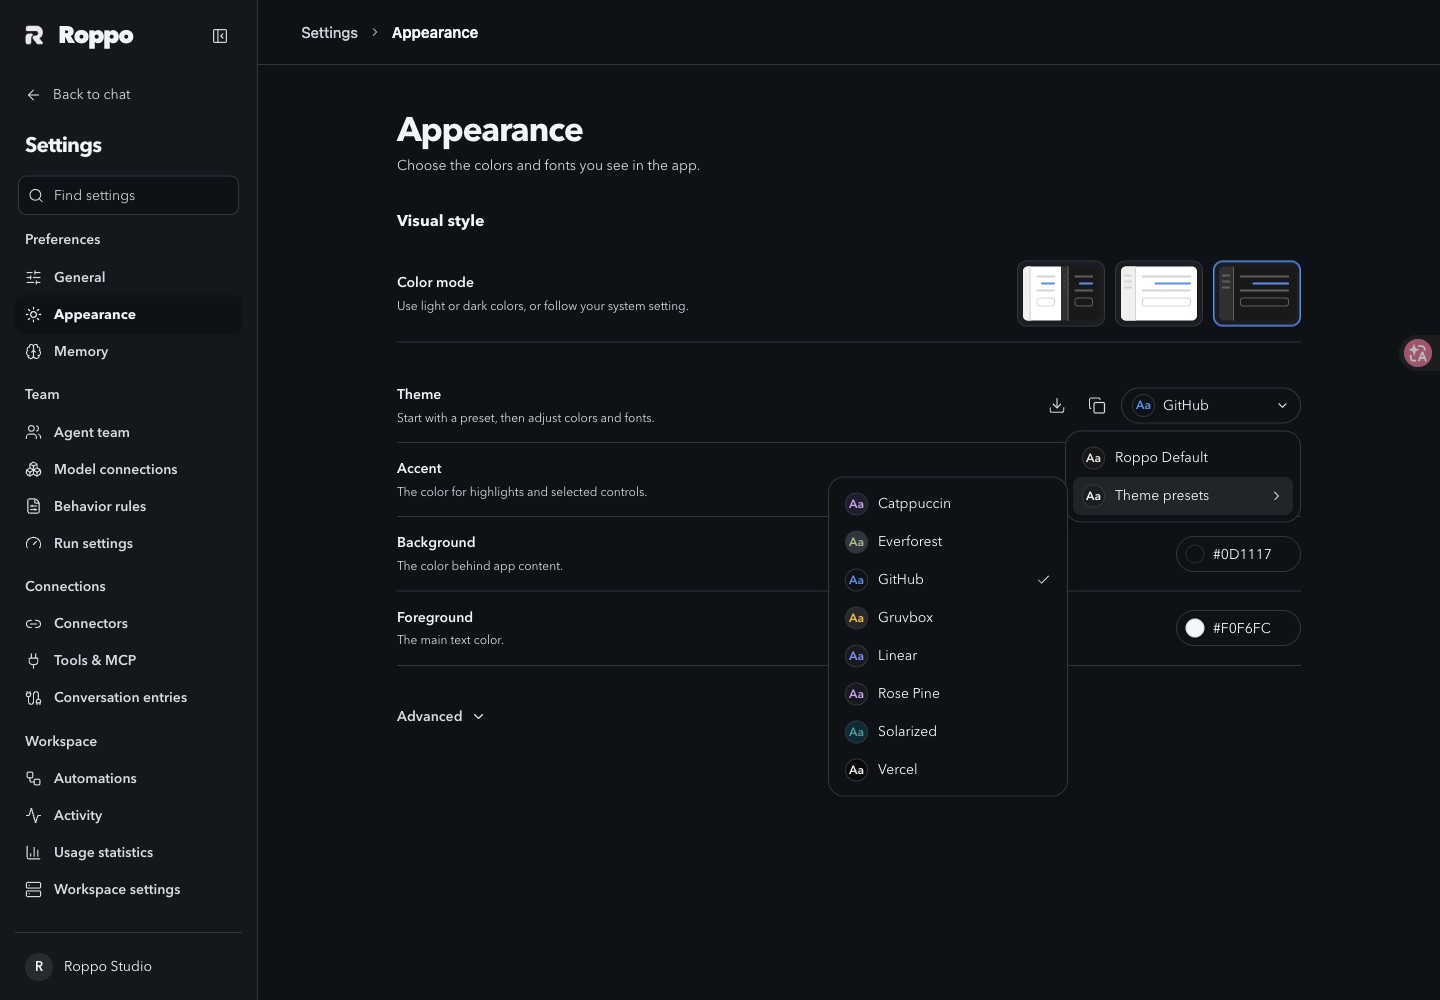 Roppo
Back to chat
Settings
Find settings
Preferences
General
Appearance
Memory
Team
Agent team
Model connections
Behavior rules
Run settings
Connections
Connectors
Tools & MCP
Conversation entries
Workspace
Automations
Activity
Usage statistics
Workspace settings
R Roppo Studio
Settings > Appearance
Appearance
Choose the colors and fonts you see in the app.
Visual style
Color mode
Use light or dark colors, or follow your system setting.
Theme
Start with a preset, then adjust colors and fonts.
Aa GitHub
Aa Roppo Default
Aa Theme presets
Accent
The color for highlights and selected controls.
Background
The color behind app content.
#0D1117
Foreground
The main text color.
#F0F6FC
Advanced
Aa Catppuccin
Aa Everforest
Aa GitHub
Aa Gruvbox
Aa Linear
Aa Rose Pine
Aa Solarized
Aa Vercel